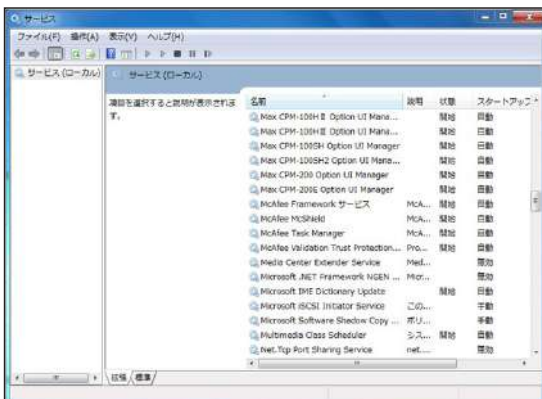 サービス
ファイル(F) 操作(A) 表示(V) ヘルプ(H)
サービス (ローカル)
サービス (ローカル)
項目を選択すると説明が表示されます。
名前 説明 状態 スタートアップ
Max CPM-100HⅡ Option UI Mana... 開始 自動
Max CPM-100HⅡ Option UI Mana... 開始 自動
Max CPM-100SH Option UI Manager 開始 自動
Max CPM-100SH2 Option UI Mana... 開始 自動
Max CPM-200 Option UI Manager 開始 自動
Max CPM-200E Option UI Manager 開始 自動
McAfee Framework サービス McA... 開始 自動
McAfee McShield McA... 開始 自動
McAfee Task Manager McA... 開始 自動
McAfee Validation Trust Protection... Pro... 開始 自動
Media Center Extender Service Med... 無効
Microsoft .NET Framework NGEN ... Micr... 無効
Microsoft IME Dictionary Update 開始 自動
Microsoft iSCSI Initiator Service この... 手動
Microsoft Software Shadow Copy ... ボリ... 手動
Multimedia Class Scheduler シス... 開始 自動
Net.Tcp Port Sharing Service net.... 無効
拡張 標準